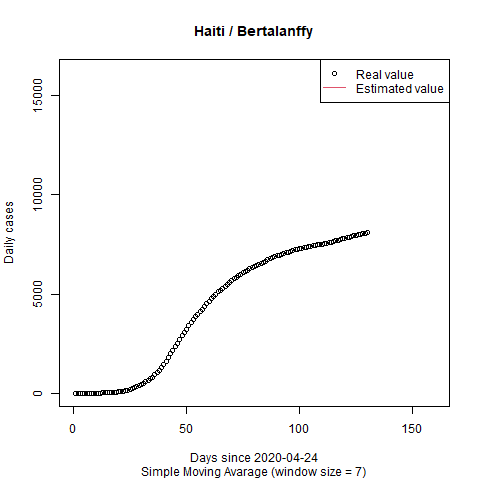 Haiti / Bertalanffy
Real value
Estimated value
Daily cases
15000
10000
5000
0
0
50
100
150
Days since 2020-04-24
Simple Moving Avarage (window size = 7)